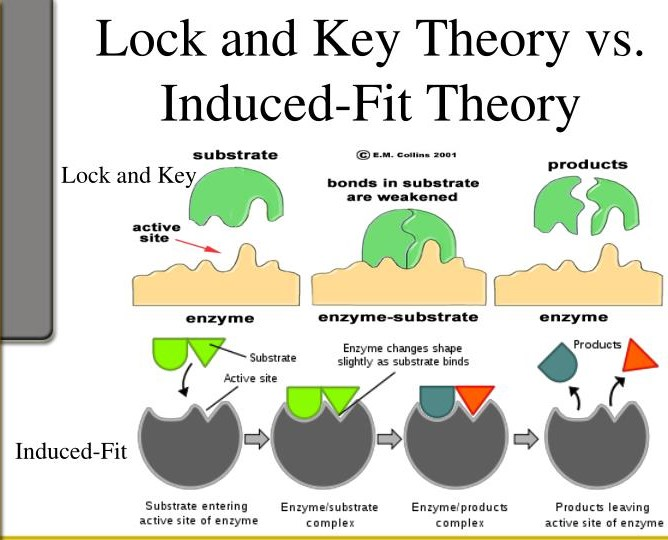 Lock and Key Theory vs.
Induced-Fit Theory
Lock and Key
substrate
© E.M. Collins 2001
bonds in substrate
are weakened
products
active
site
enzyme
enzyme-substrate
enzyme
Substrate
Active site
Enzyme changes shape
slightly as substrate binds
Products
Induced-Fit
Substrate entering
active site of enzyme
Enzyme/substrate
complex
Enzyme/products
complex
Products leaving
active site of enzyme